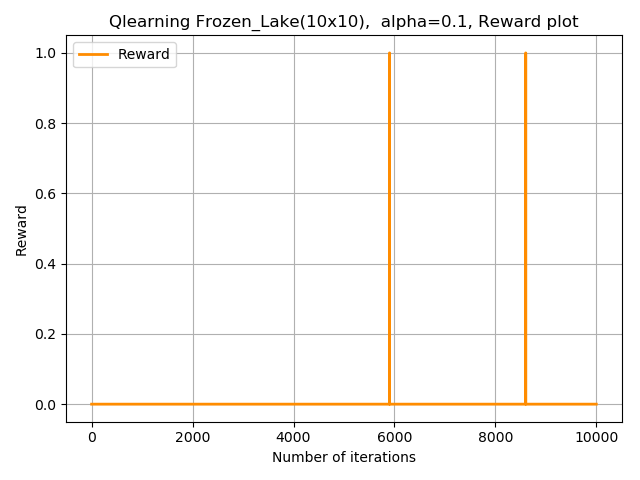 Qlearning Frozen_Lake(10x10),  alpha=0.1, Reward plot
Reward
1.0
0.8
0.6
0.4
0.2
0.0
Reward
0 2000 4000 6000 8000 10000
Number of iterations